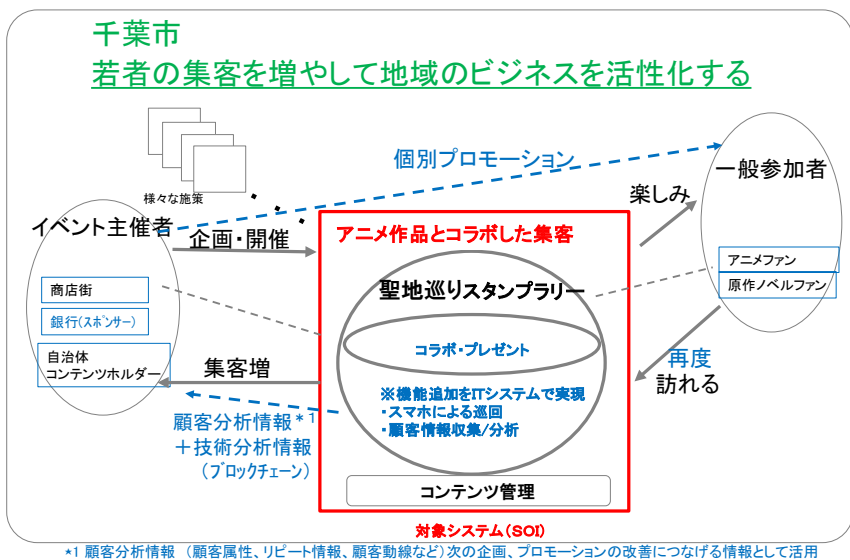 千葉市
若者の集客を増やして地域のビジネスを活性化する
様々な施策
個別プロモーション
一般参加者
イベント主催者
企画・開催
楽しみ
アニメ作品とコラボした集客
聖地巡りスタンプラリー
アニメファン
原作ノベルファン
商店街
銀行(スポンサー)
自治体
コンテンツホルダー
コラボ・プレゼント
集客増
再度
訪れる
※機能追加をITシステムで実現
・スマホによる巡回
・顧客情報収集/分析
顧客分析情報*1
+技術分析情報
(ブロックチェーン)
コンテンツ管理
対象システム(SOI)
*1 顧客分析情報 (顧客属性、リピート情報、顧客動線など)次の企画、プロモーションの改善につなげる情報として活用